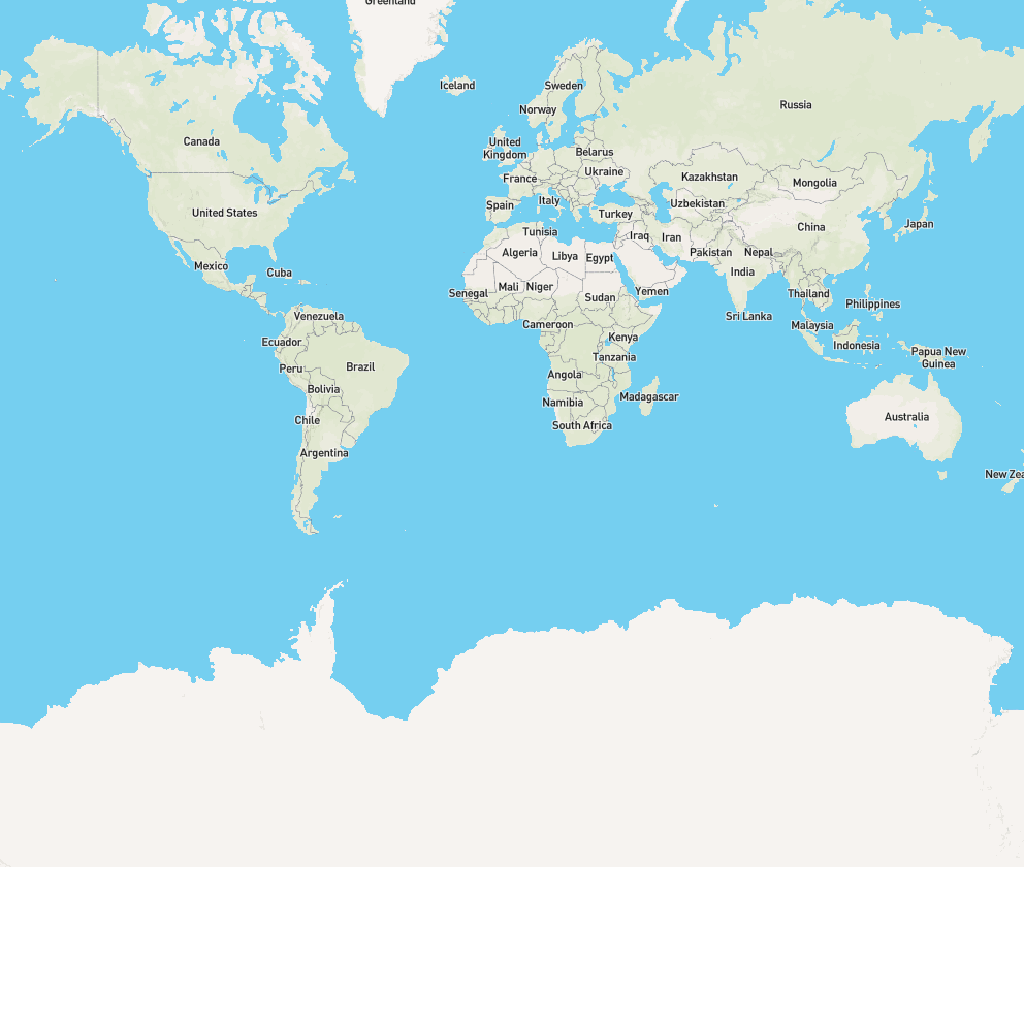 Greenland
Iceland
Sweden
Norway
Russia
Canada
United
Kingdom
Belarus
Ukraine
France
Kazakhstan
Mongolia
Spain
Italy
Uzbekistan
United States
Turkey
Japan
China
Tunisia
Iraq
Iran
Algeria
Libya
Egypt
Pakistan
Nepal
Mexico
Cuba
India
Senegal
Mali
Niger
Sudan
Yemen
Thailand
Philippines
Venezuela
Cameroon
Sri Lanka
Malaysia
Ecuador
Kenya
Indonesia
Papua New
Guinea
Peru
Brazil
Tanzania
Bolivia
Angola
Namibia
Madagascar
Chile
South Africa
Australia
Argentina
New Zea